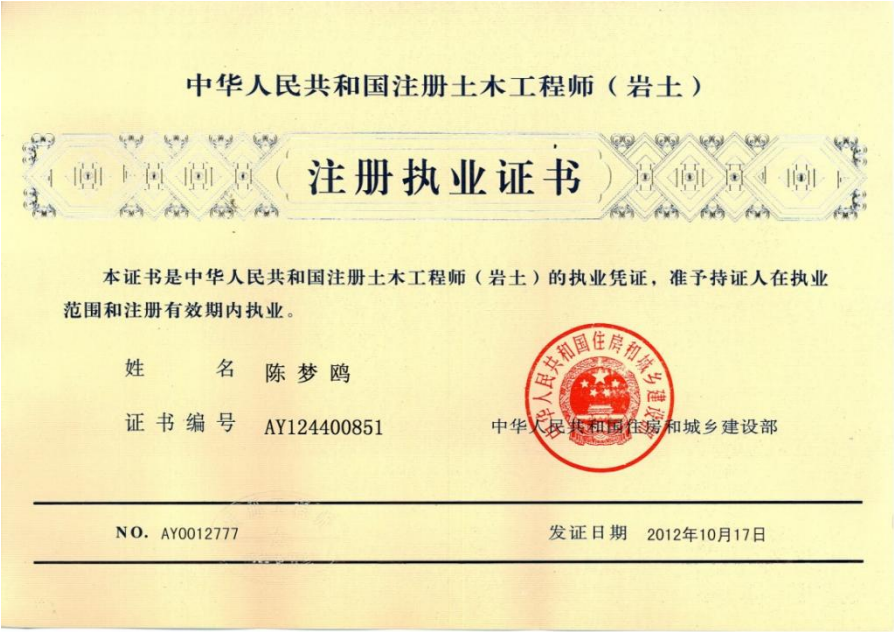 中华人民共和国注册土木工程师（岩土）
注册执业证书
本证书是中华人民共和国注册土木工程师（岩土）的执业凭证，准予持证人在执业
范围和注册有效期内执业。
姓 名 陈梦鸥
证书编号 AY124400851
中华人民共和国住房和城乡建设部
中华人民共和国住房和城乡建设部
NO. AY0012777
发证日期 2012年10月17日